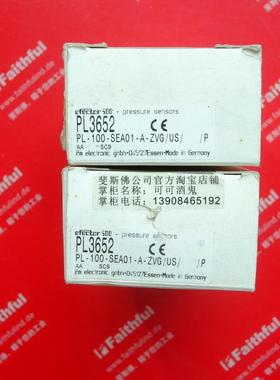 efector500 - pressure sensors
PL3652 CE
PL-100-SEA01-A-ZVG/US/ /P
AA SC9
ifm electronic gmbh·D45127Essen·Made in Germany
斐斯佛公司官方淘宝店铺
掌柜名称：可可酒鬼
掌柜电话：13908465192
pressure sensors
PL3652 CE
PL-100-SEA01-A-ZVG/US/ /P
AA SC9
ifm electronic gmbh·D45127Essen·Made in Germany
Faithful